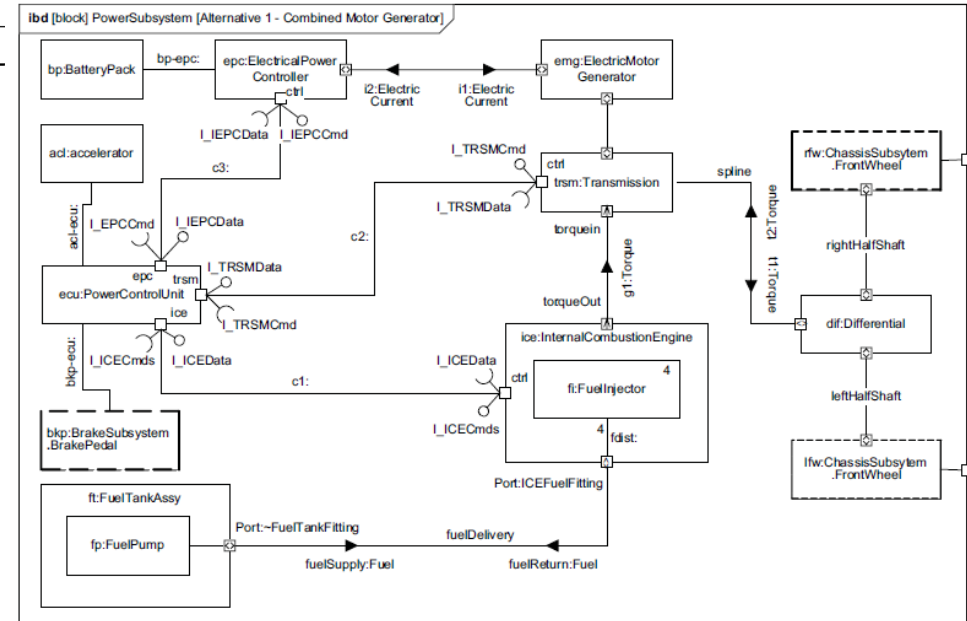 ibd [block] PowerSubsystem [Alternative 1 - Combined Motor Generator]
bp:BatteryPack
bp-epc:
epc:ElectricalPower
Controller
ctrl
i2:Electric
Current
i1:Electric
Current
emg:ElectricMotor
Generator
I_IEPCData
I_IEPCCmd
acl:accelerator
acl-ecu:
c3:
I_EPCCmd
I_IEPCData
I_TRSMCmd
ctrl
trsm:Transmission
I_TRSMData
spline
rfw:ChassisSubsytem
.FrontWheel
t2:Torque
t1:Torque
rightHalfShaft
c2:
torquein
g1:Torque
torqueOut
epc
trsm
ecu:PowerControlUnit
ice
I_TRSMData
I_TRSMCmd
dif:Differential
leftHalfShaft
I_ICECmds
I_ICEData
bkp-ecu:
c1:
ice:InternalCombustionEngine
I_ICEData
ctrl
I_ICECmds
4
fi:FuelInjector
4
fdist:
bkp:BrakeSubsystem
.BrakePedal
lfw:ChassisSubsytem
.FrontWheel
Port:ICEFuelFitting
ft:FuelTankAssy
fp:FuelPump
Port:~FuelTankFitting
fuelDelivery
fuelSupply:Fuel
fuelReturn:Fuel